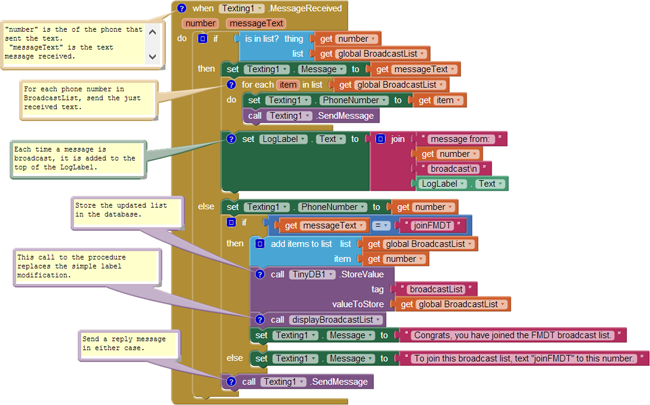 when Texting1 .MessageReceived
number messageText
"number" is the of the phone that
sent the text.
"messageText" is the text
message received.
do if is in list? thing get number
list get global BroadcastList
then set Texting1 . Message to get messageText
for each item in list get global BroadcastList
For each phone number in
BroadcastList, send the just
received text.
do set Texting1 . PhoneNumber to get item
call Texting1 .SendMessage
set LogLabel . Text to join " message from: "
get number
" broadcast\n "
LogLabel . Text
Each time a message is
broadcast, it is added to the
top of the LogLabel.
else set Texting1 . PhoneNumber to get number
if get messageText = " joinFMDT "
Store the updated list
in the database.
then add items to list list get global BroadcastList
item get number
call TinyDB1 .StoreValue
tag " broadcastList "
valueToStore get global BroadcastList
This call to the procedure
replaces the simple label
modification.
call displayBroadcastList
set Texting1 . Message to " Congrats, you have joined the FMDT broadcast list. "
else set Texting1 . Message to " To join this broadcast list, text "joinFMDT" to this number. "
Send a reply message
in either case.
call Texting1 .SendMessage